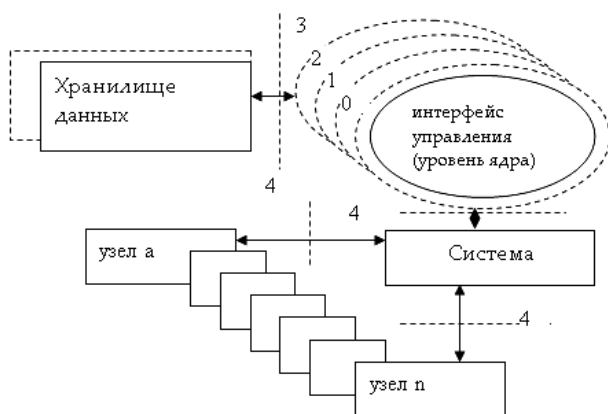 3
2
1
0
Хранилище
данных
интерфейс
управления
(уровень ядра)
4
4
узел а
Система
4
узел n